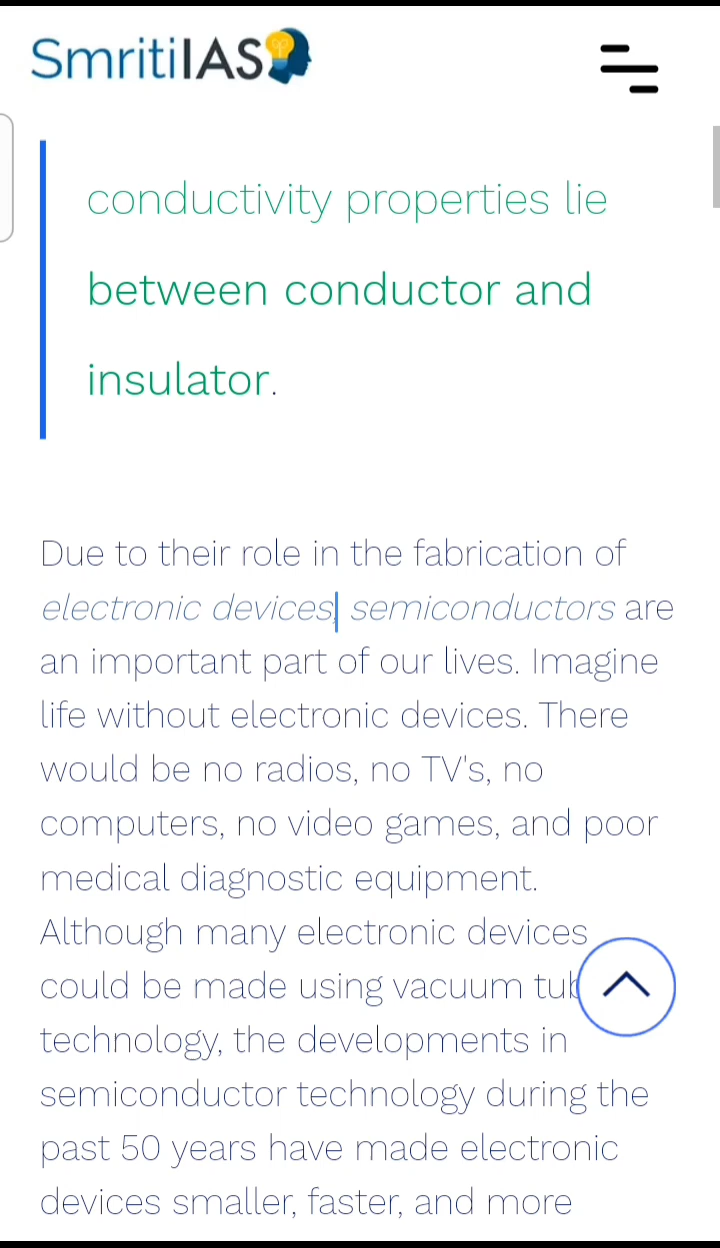 SmritiIAS
conductivity properties lie
between conductor and
insulator.
Due to their role in the fabrication of
electronic devices, semiconductors are
an important part of our lives. Imagine
life without electronic devices. There
would be no radios, no TV's, no
computers, no video games, and poor
medical diagnostic equipment.
Although many electronic devices
could be made using vacuum
technology, the developments in
semiconductor technology during the
past 50 years have made electronic
devices smaller, faster, and more